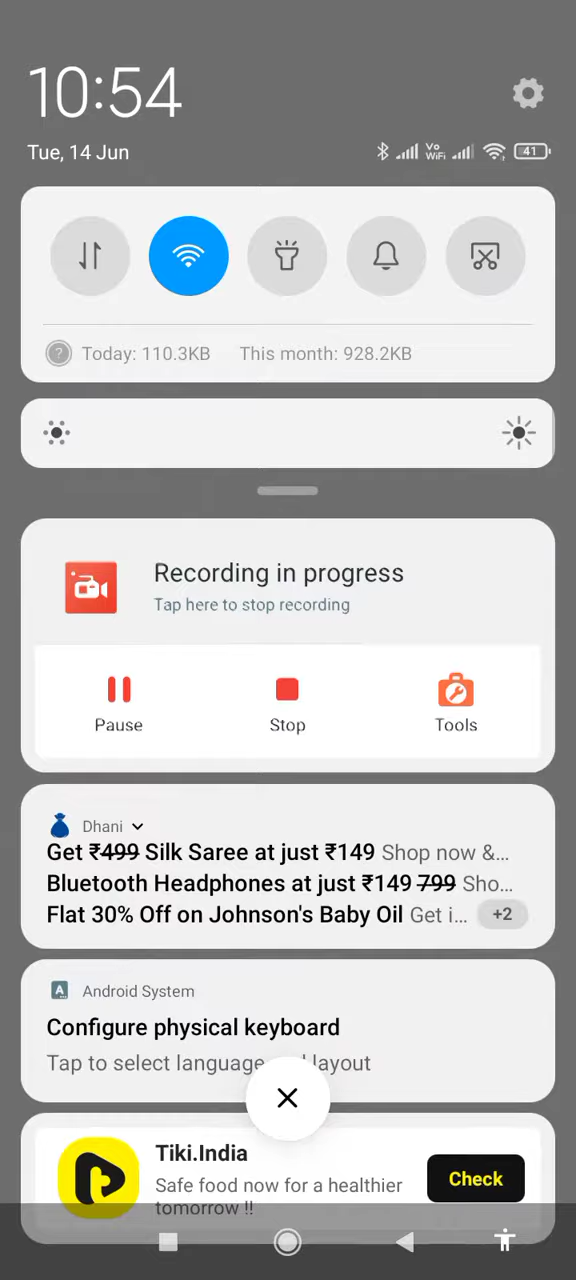 10:54
Tue, 14 Jun
Vo
WiFi
41
Today: 110.3KB This month: 928.2KB
Recording in progress
Tap here to stop recording
Pause Stop Tools
Dhani
Get ₹499 Silk Saree at just ₹149 Shop now &...
Bluetooth Headphones at just ₹149 799 Sho...
Flat 30% Off on Johnson's Baby Oil Get i... +2
Android System
Configure physical keyboard
Tap to select language layout
Tiki.India
Safe food now for a healthier
tomorrow !!
Check